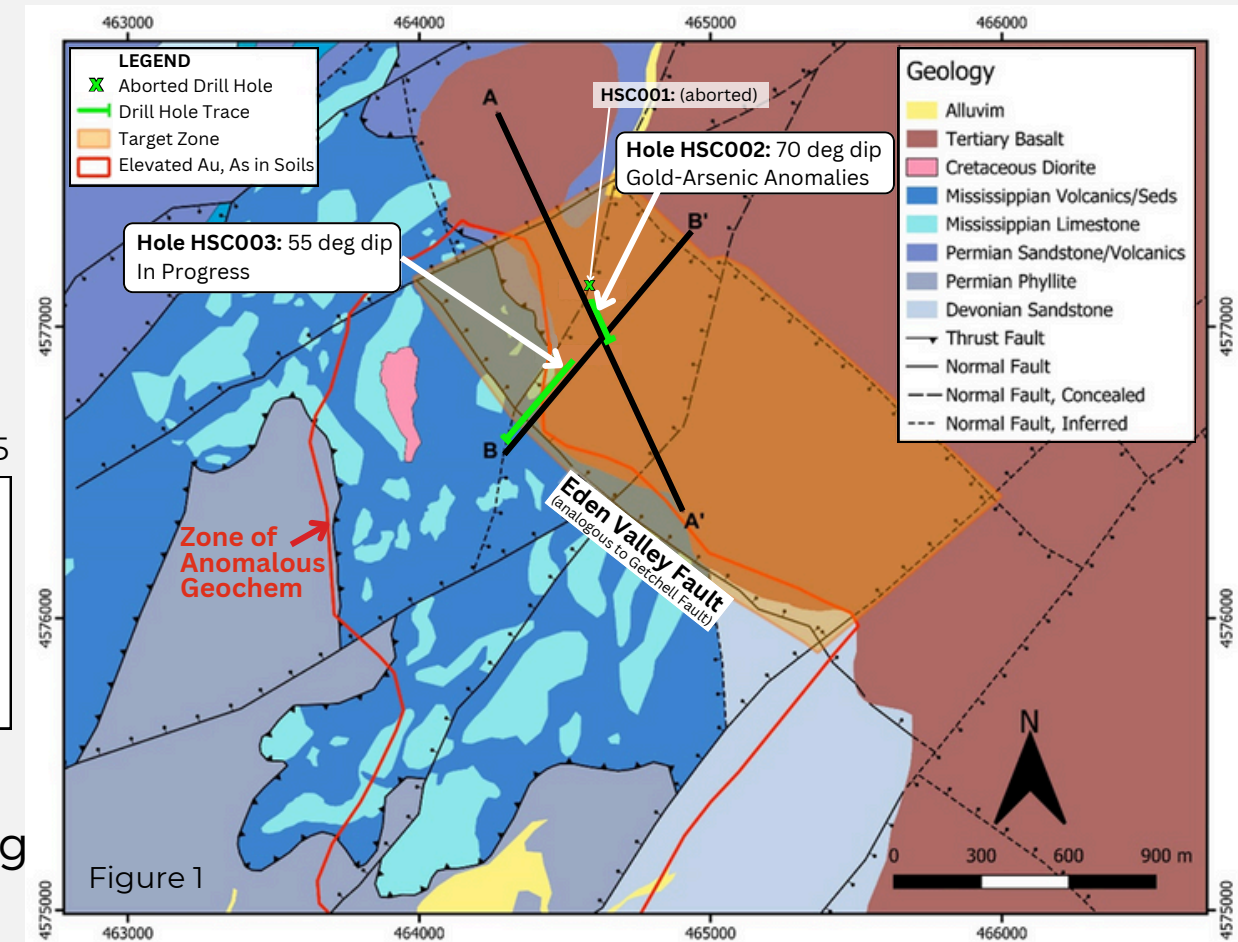 463000
464000
465000
466000
LEGEND
Aborted Drill Hole
Drill Hole Trace
Target Zone
Elevated Au, As in Soils
A
HSC001: (aborted)
Hole HSC002: 70 deg dip
Gold-Arsenic Anomalies
B'
Hole HSC003: 55 deg dip
In Progress
Geology
Alluvim
Tertiary Basalt
Cretaceous Diorite
Mississippian Volcanics/Seds
Mississippian Limestone
Permian Sandstone/Volcanics
Permian Phyllite
Devonian Sandstone
Thrust Fault
Normal Fault
Normal Fault, Concealed
Normal Fault, Inferred
4577000
4577000
5
B
A'
Eden Valley Fault
(analogous to Getchell Fault)
Zone of
Anomalous
Geochem
4576000
4576000
N
g
0 300 600 900 m
Figure 1
4575000
4575000
463000
464000
465000
466000